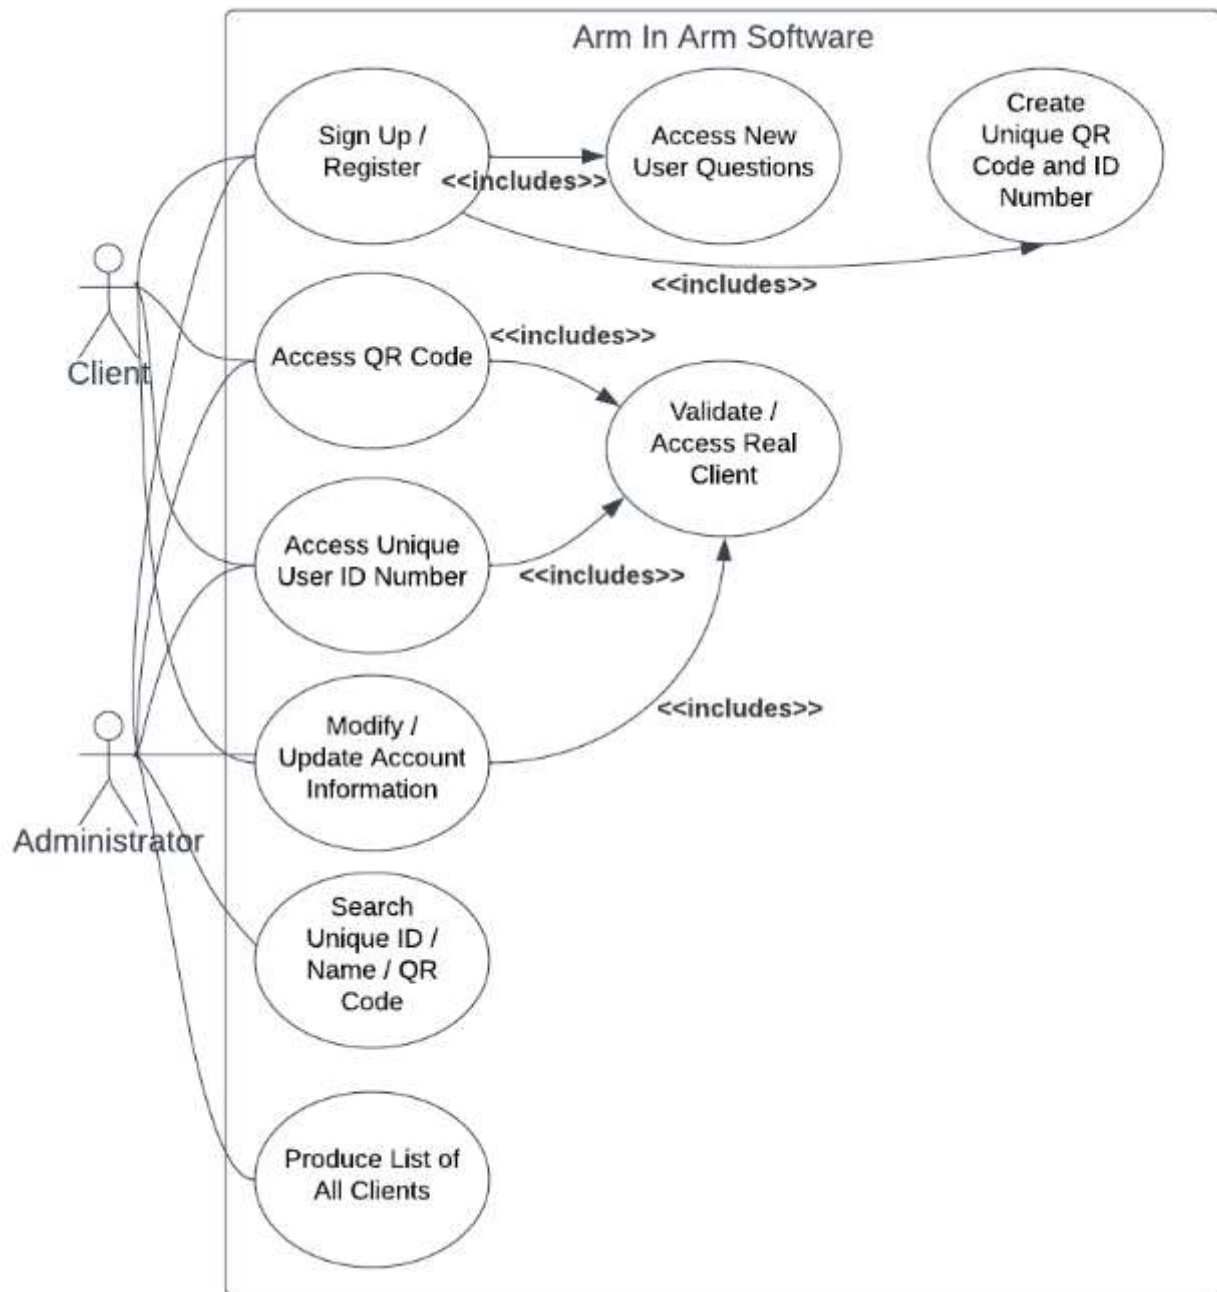 Arm In Arm Software
Sign Up /
Register
<<includes>>
Access New
User Questions
Create
Unique QR
Code and ID
Number
<<includes>>
Client
Access QR Code
<<includes>>
Validate /
Access Real
Client
Access Unique
User ID Number
<<includes>>
Modify /
Update Account
Information
<<includes>>
Administrator
Search
Unique ID /
Name / QR
Code
Produce List of
All Clients